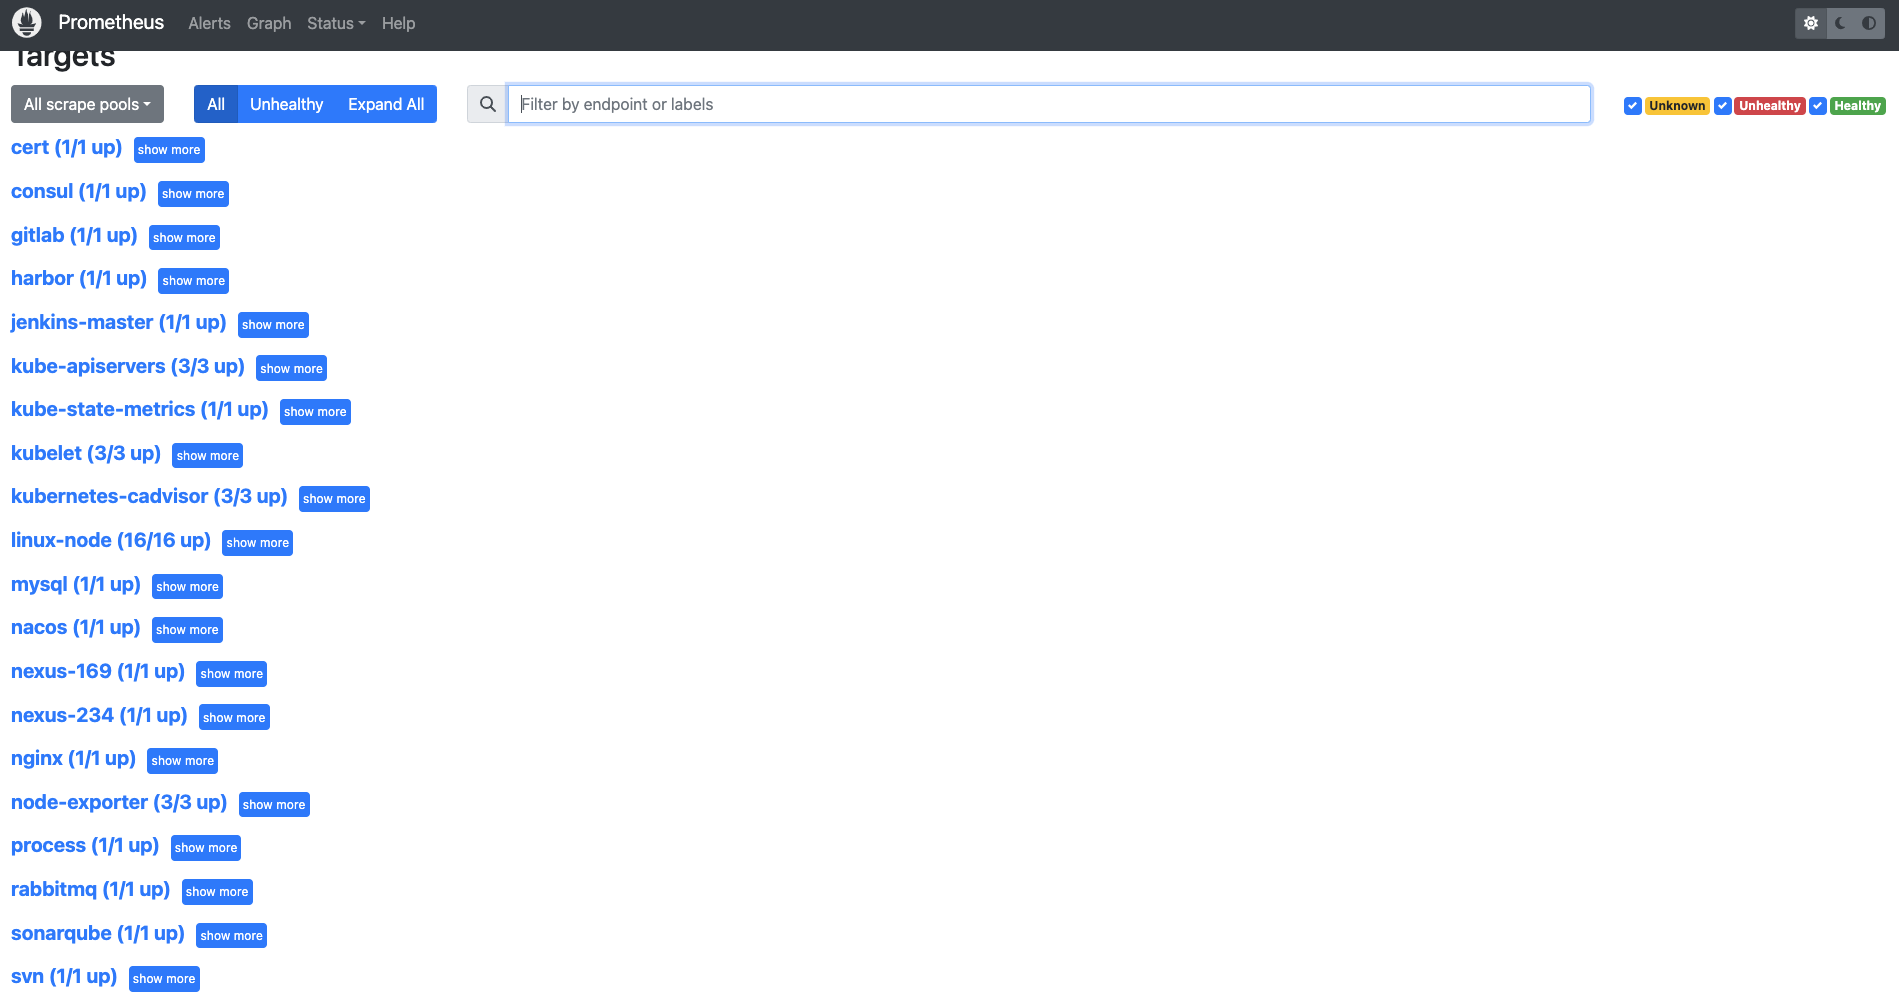 Prometheus Alerts Graph Status Help
Targets
All scrape pools All Unhealthy Expand All Filter by endpoint or labels Unknown Unhealthy Healthy
cert (1/1 up) show more
consul (1/1 up) show more
gitlab (1/1 up) show more
harbor (1/1 up) show more
jenkins-master (1/1 up) show more
kube-apiservers (3/3 up) show more
kube-state-metrics (1/1 up) show more
kubelet (3/3 up) show more
kubernetes-cadvisor (3/3 up) show more
linux-node (16/16 up) show more
mysql (1/1 up) show more
nacos (1/1 up) show more
nexus-169 (1/1 up) show more
nexus-234 (1/1 up) show more
nginx (1/1 up) show more
node-exporter (3/3 up) show more
process (1/1 up) show more
rabbitmq (1/1 up) show more
sonarqube (1/1 up) show more
svn (1/1 up) show more